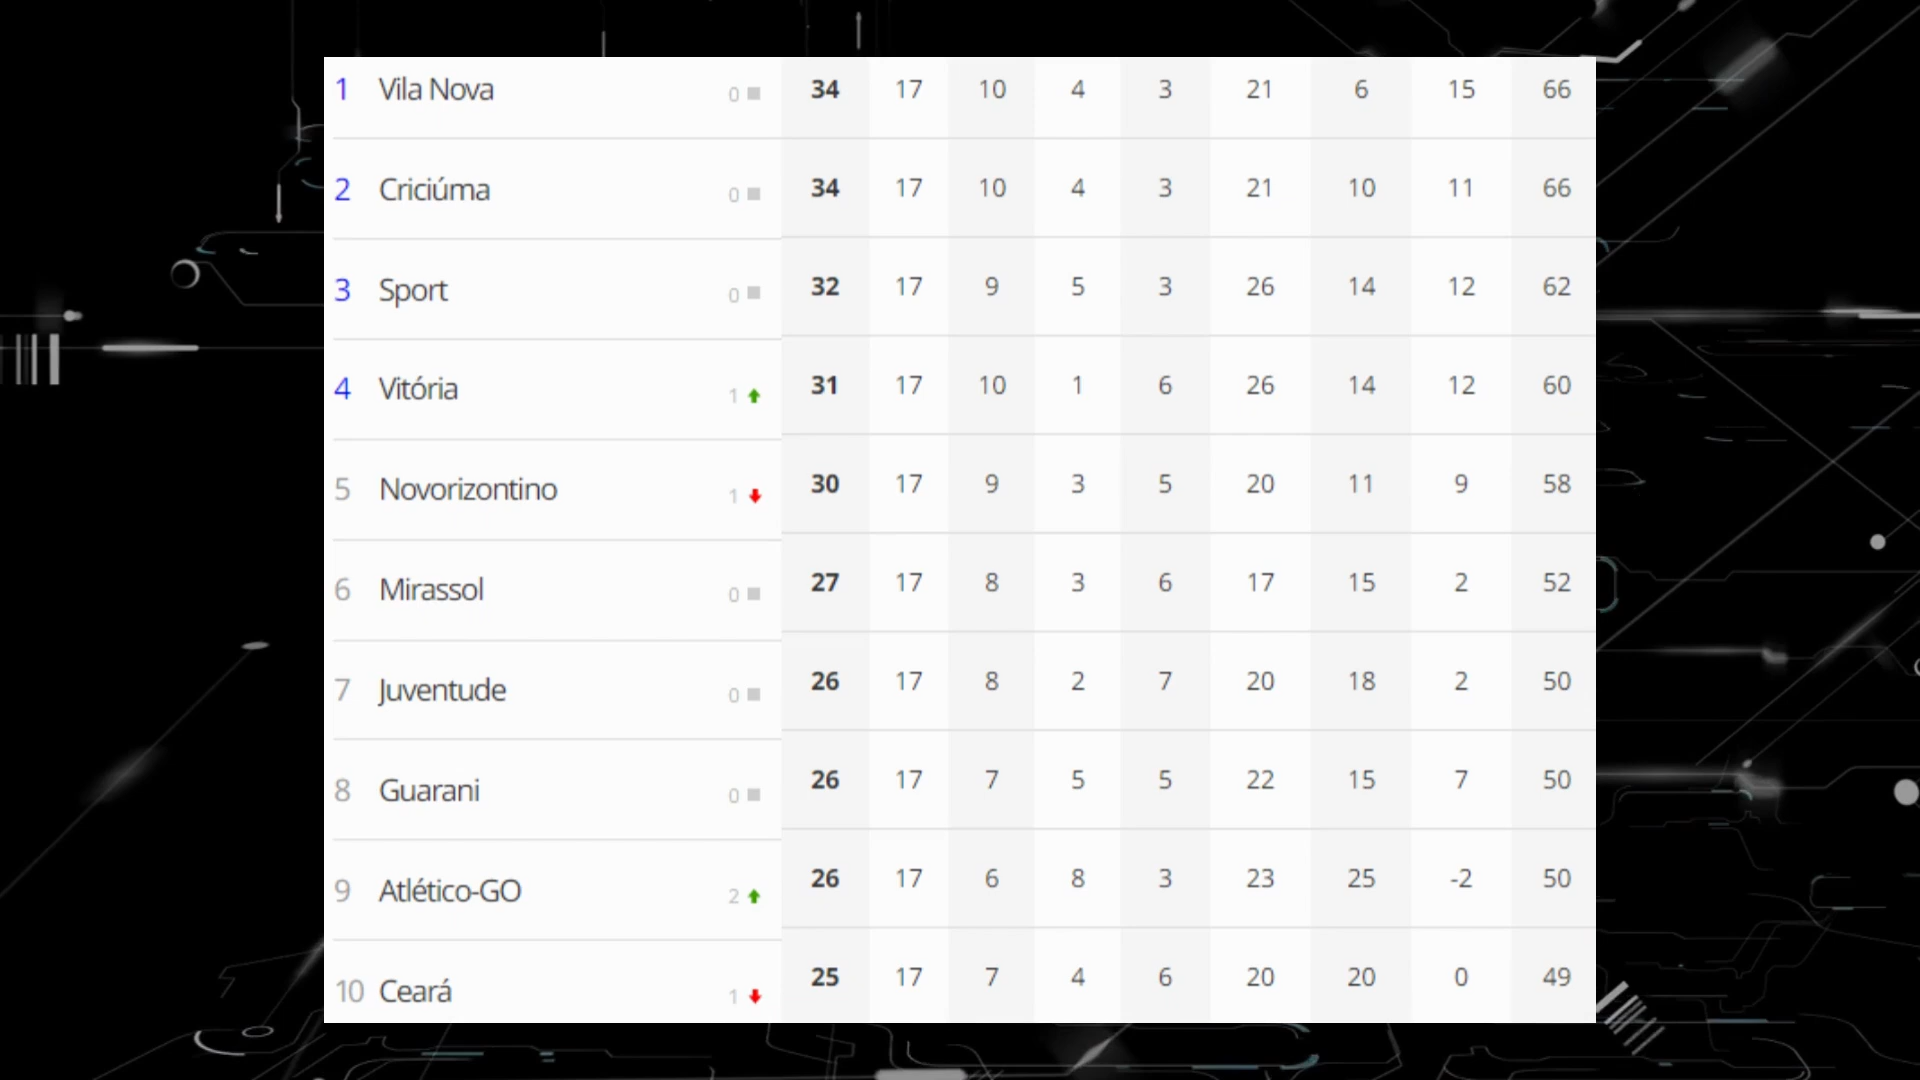 1 Vila Nova 0 34 17 10 4 3 21 6 15 66
2 Criciúma 0 34 17 10 4 3 21 10 11 66
3 Sport 0 32 17 9 5 3 26 14 12 62
4 Vitória 1 31 17 10 1 6 26 14 12 60
5 Novorizontino 1 30 17 9 3 5 20 11 9 58
6 Mirassol 0 27 17 8 3 6 17 15 2 52
7 Juventude 0 26 17 8 2 7 20 18 2 50
8 Guarani 0 26 17 7 5 5 22 15 7 50
9 Atlético-GO 2 26 17 6 8 3 23 25 -2 50
10 Ceará 1 25 17 7 4 6 20 20 0 49